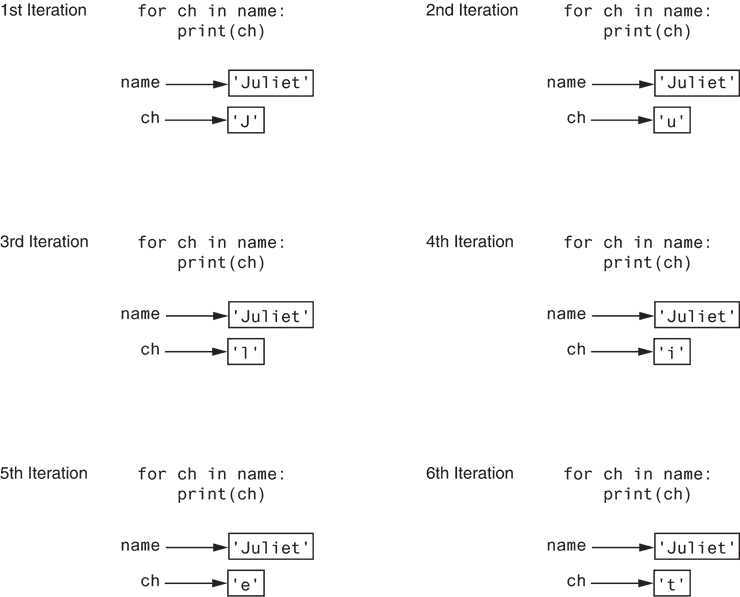 1st Iteration
for ch in name:
    print(ch)
name 'Juliet'
ch 'J'
2nd Iteration
for ch in name:
    print(ch)
name 'Juliet'
ch 'u'
3rd Iteration
for ch in name:
    print(ch)
name 'Juliet'
ch 'l'
4th Iteration
for ch in name:
    print(ch)
name 'Juliet'
ch 'i'
5th Iteration
for ch in name:
    print(ch)
name 'Juliet'
ch 'e'
6th Iteration
for ch in name:
    print(ch)
name 'Juliet'
ch 't'